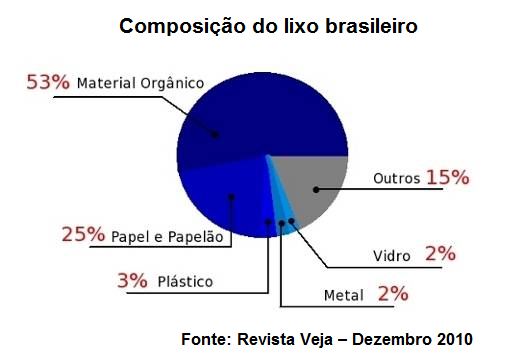 Composição do lixo brasileiro
53% Material Orgânico
Outros 15%
25% Papel e Papelão
Vidro 2%
3% Plástico
Metal 2%
Fonte: Revista Veja – Dezembro 2010